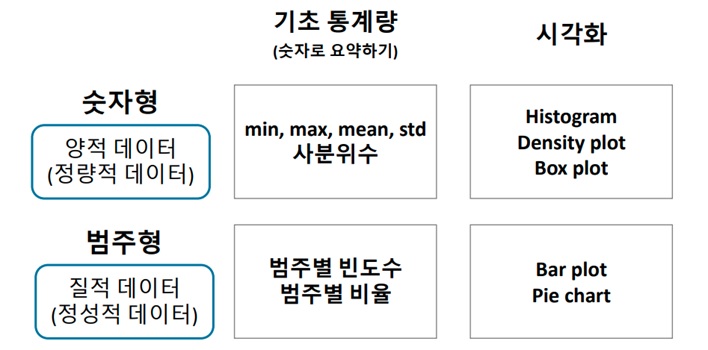 기초 통계량
(숫자로 요약하기)
시각화
숫자형
양적 데이터
(정량적 데이터)
min, max, mean, std
사분위수
Histogram
Density plot
Box plot
범주형
질적 데이터
(정성적 데이터)
범주별 빈도수
범주별 비율
Bar plot
Pie chart